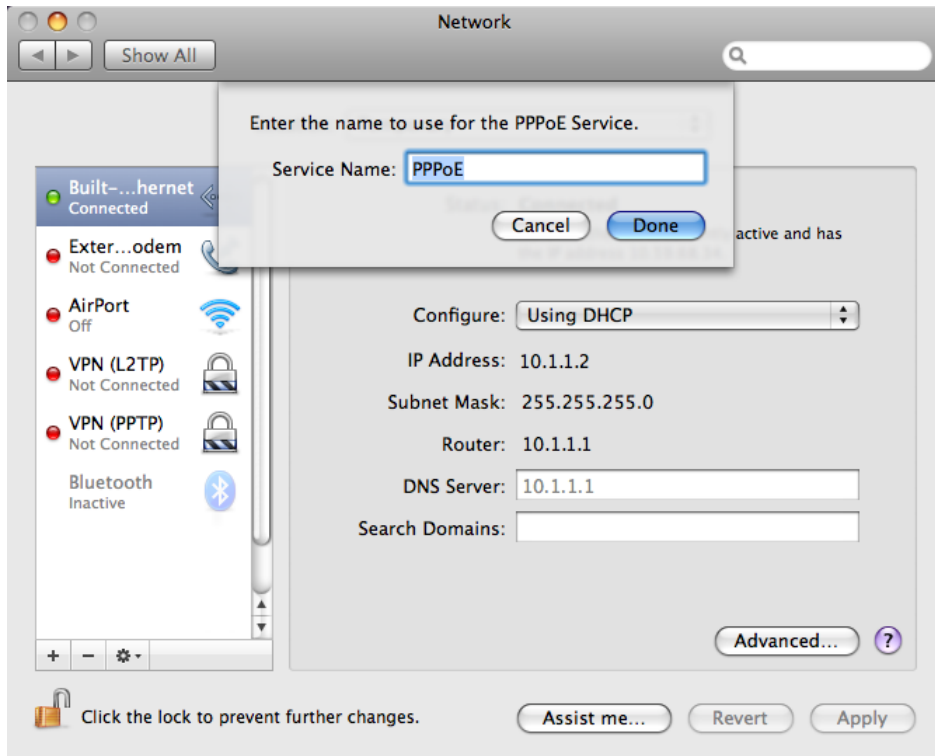 Network
Show All
Enter the name to use for the PPPoE Service.
Service Name: PPPoE
Cancel Done
Built-...hernet
Connected
Exter...odem
Not Connected
AirPort
Off
VPN (L2TP)
Not Connected
VPN (PPTP)
Not Connected
Bluetooth
Inactive
active and has
Configure: Using DHCP
IP Address: 10.1.1.2
Subnet Mask: 255.255.255.0
Router: 10.1.1.1
DNS Server: 10.1.1.1
Search Domains:
Advanced... ?
+ −
Click the lock to prevent further changes.
Assist me... Revert Apply